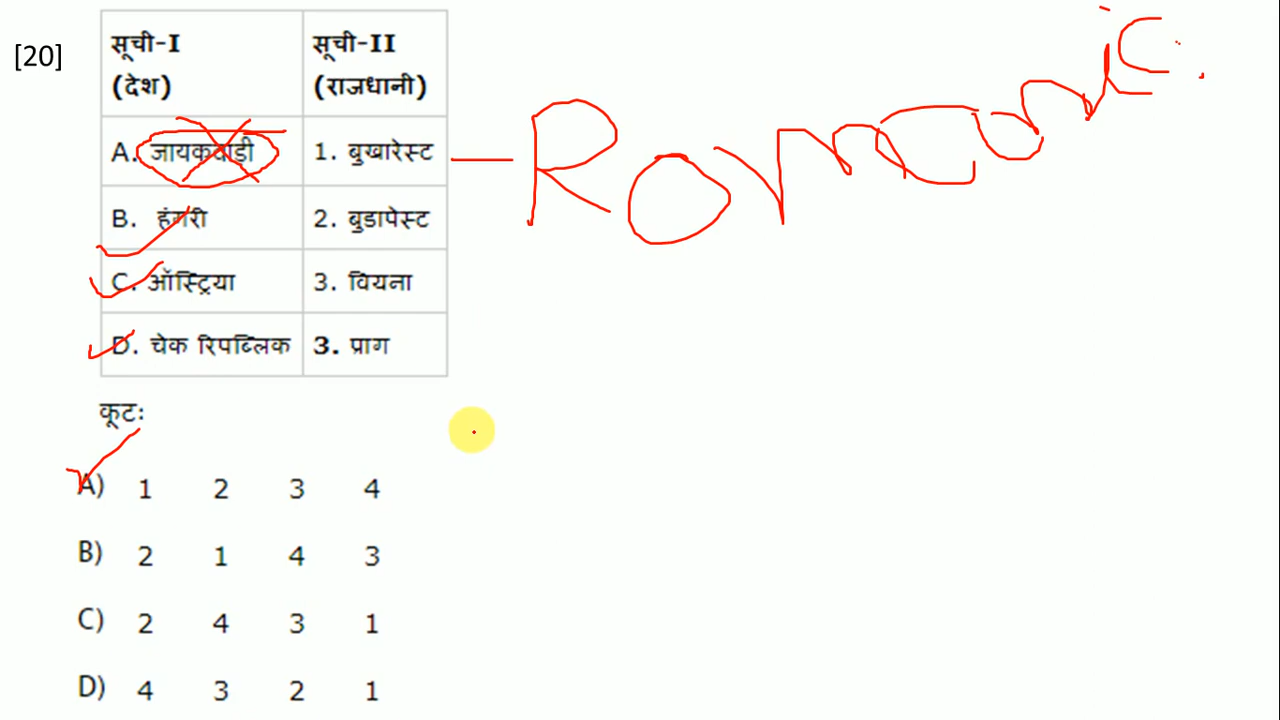 [20]
सूची-I (देश) सूची-II (राजधानी)
A. जायकवाडी 1. बुखारेस्ट — Romania
B. हंगरी 2. बुडापेस्ट
C. ऑस्ट्रिया 3. वियना
D. चेक रिपब्लिक 3. प्राग
कूटः
A) 1 2 3 4
B) 2 1 4 3
C) 2 4 3 1
D) 4 3 2 1